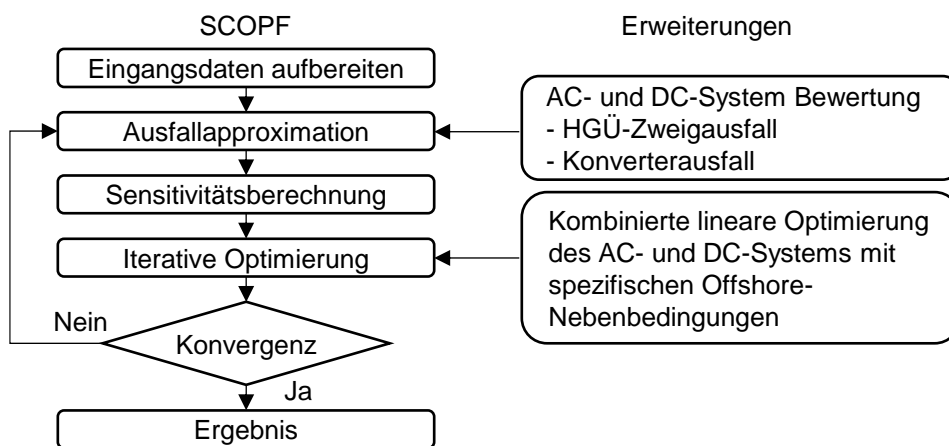 SCOPF
Erweiterungen
Eingangsdaten aufbereiten
Ausfallapproximation
AC- und DC-System Bewertung
- HGÜ-Zweigausfall
- Konverterausfall
Sensitivitätsberechnung
Iterative Optimierung
Kombinierte lineare Optimierung
des AC- und DC-Systems mit
spezifischen Offshore-
Nebenbedingungen
Nein
Konvergenz
Ja
Ergebnis